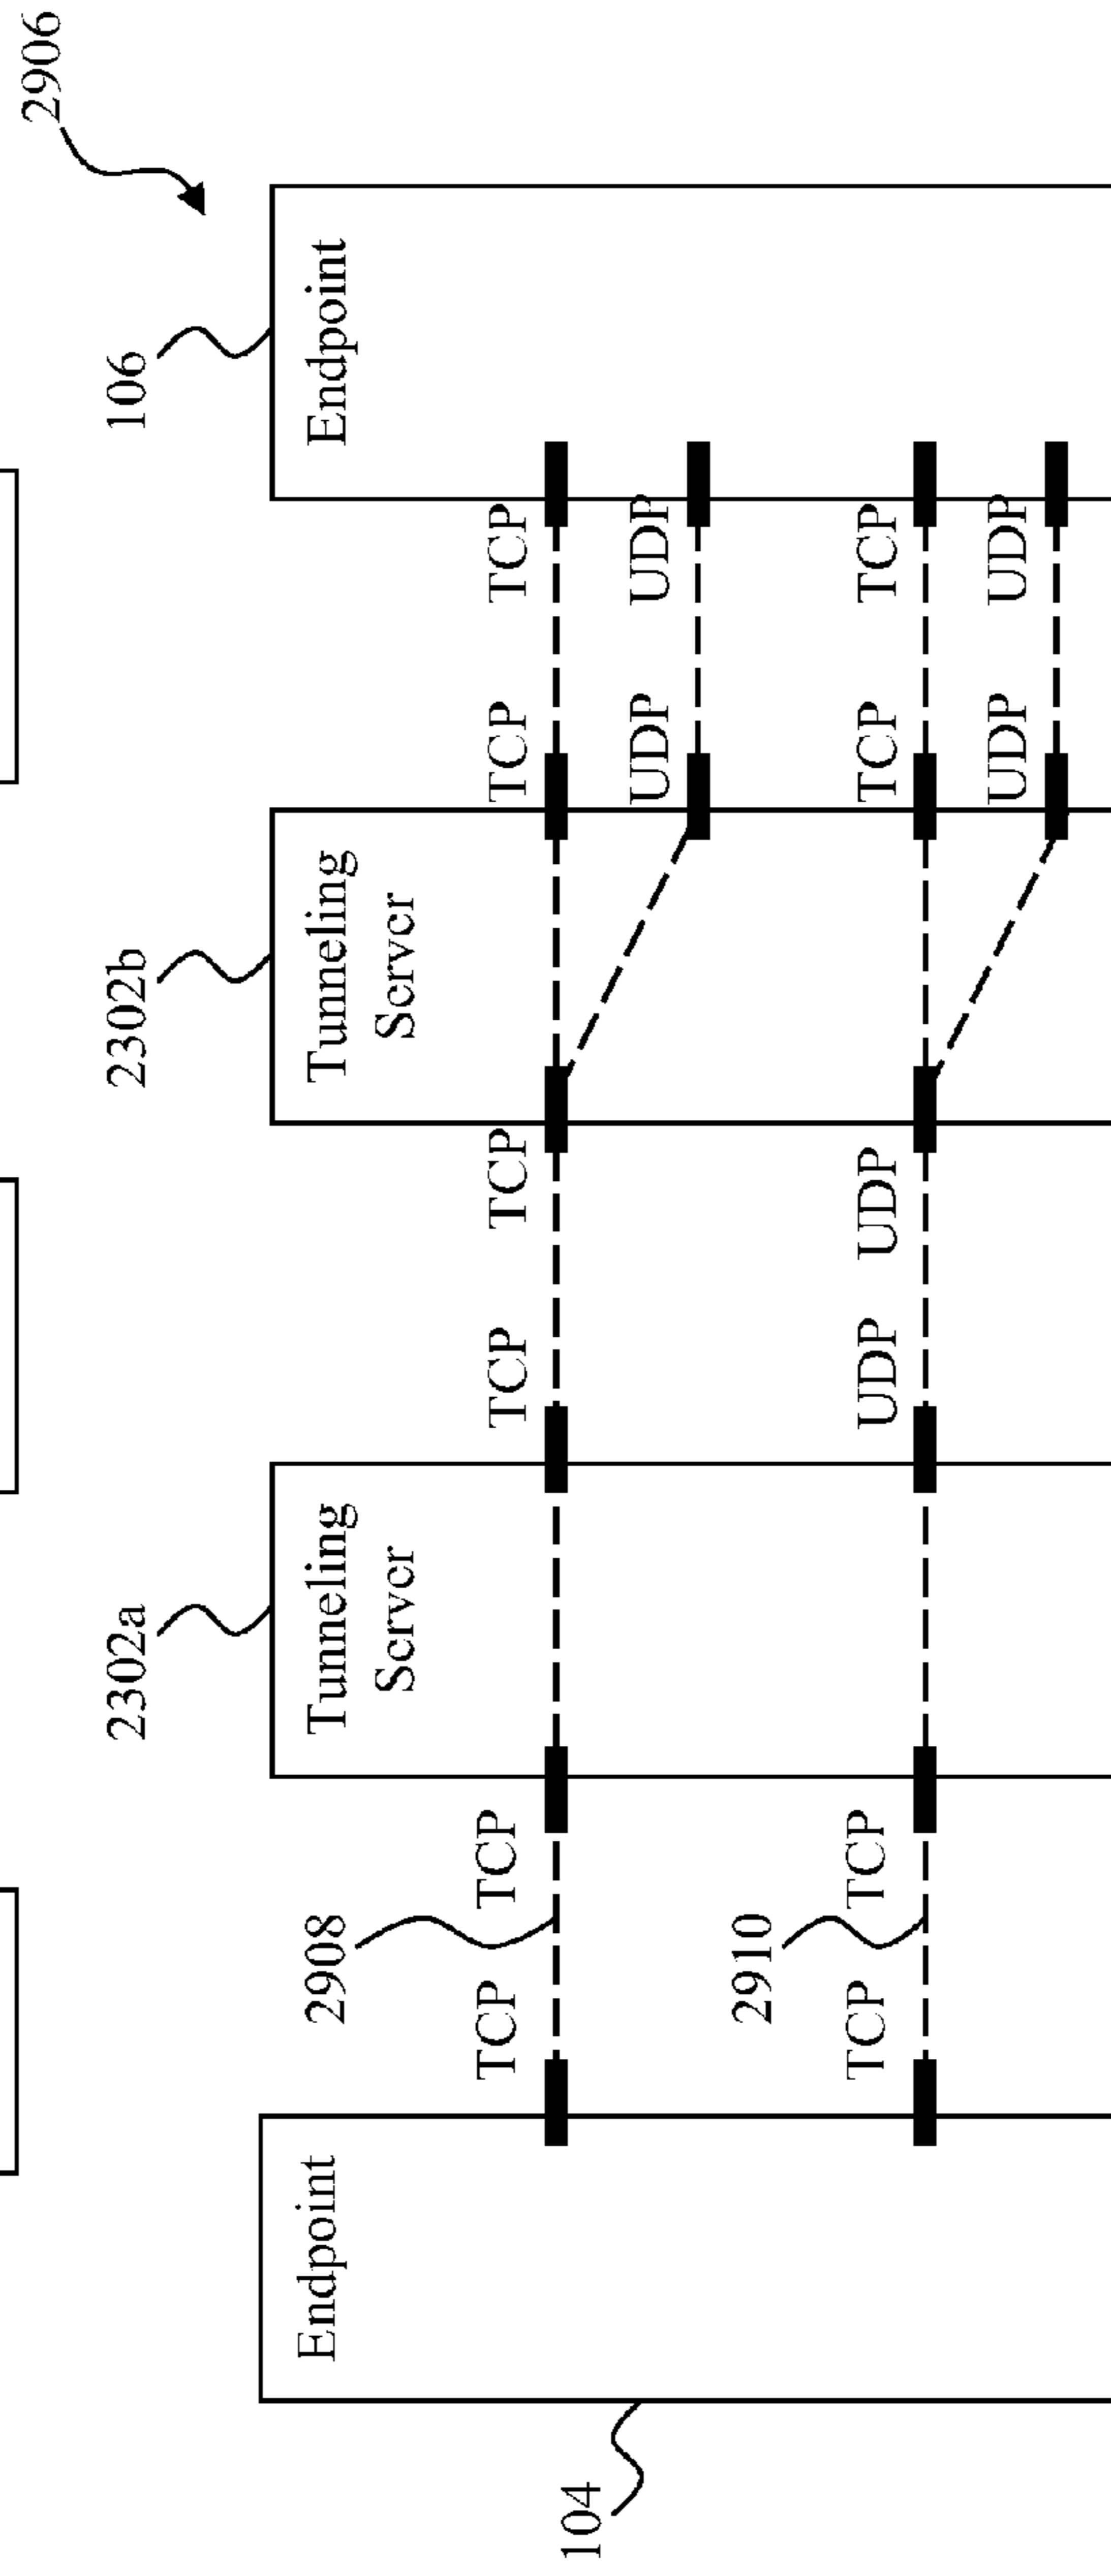 2906
104
2302a
2302b
106
Endpoint
Tunneling
Server
Tunneling
Server
Endpoint
2908
TCP
TCP
TCP
TCP
TCP
TCP
UDP
UDP
2910
TCP
TCP
UDP
UDP
TCP
TCP
UDP
UDP